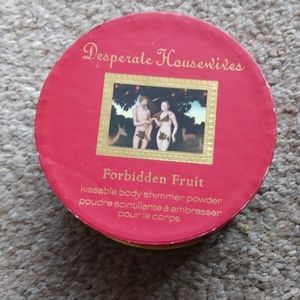 Desperate Housewives
Forbidden Fruit
kissable body shimmer powder
poudre scintillante à embrasser
pour le corps